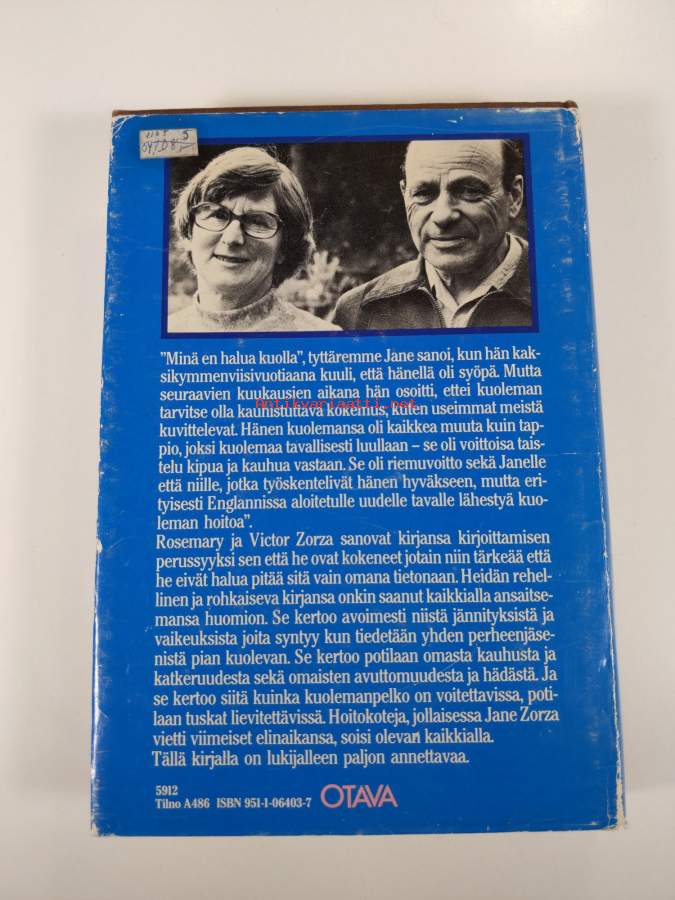 5
"Minä en halua kuolla", tyttäremme Jane sanoi, kun hän kak-
sikymmenviisivuotiaana kuuli, että hänellä oli syöpä. Mutta
seuraavien kuukausien aikana hän osoitti, ettei kuoleman
tarvitse olla kauhistuttava kokemus, kuten useimmat meistä
Antikvariaatti.net
kuvittelevat. Hänen kuolemansa oli kaikkea muuta kuin tap-
pio, joksi kuolemaa tavallisesti luullaan – se oli voittoisa tais-
telu kipua ja kauhua vastaan. Se oli riemuvoitto sekä Janelle
että niille, jotka työskentelivät hänen hyväkseen, mutta eri-
tyisesti Englannissa aloitetulle uudelle tavalle lähestyä kuo-
leman hoitoa".
Rosemary ja Victor Zorza sanovat kirjansa kirjoittamisen
perussyyksi sen että he ovat kokeneet jotain niin tärkeää että
he eivät halua pitää sitä vain omana tietonaan. Heidän rehel-
linen ja rohkaiseva kirjansa onkin saanut kaikkialla ansaitse-
mansa huomion. Se kertoo avoimesti niistä jännityksistä ja
vaikeuksista joita syntyy kun tiedetään yhden perheenjäse-
nistä pian kuolevan. Se kertoo potilaan omasta kauhusta ja
katkeruudesta sekä omaisten avuttomuudesta ja hädästä. Ja
se kertoo siitä kuinka kuolemanpelko on voitettavissa, poti-
laan tuskat lievitettävissä. Hoitokoteja, jollaisessa Jane Zorza
vietti viimeiset elinaikansa, soisi olevan kaikkialla.
Tällä kirjalla on lukijalleen paljon annettavaa.
5912
Tilno A486 ISBN 951-1-06403-7 OTAVA